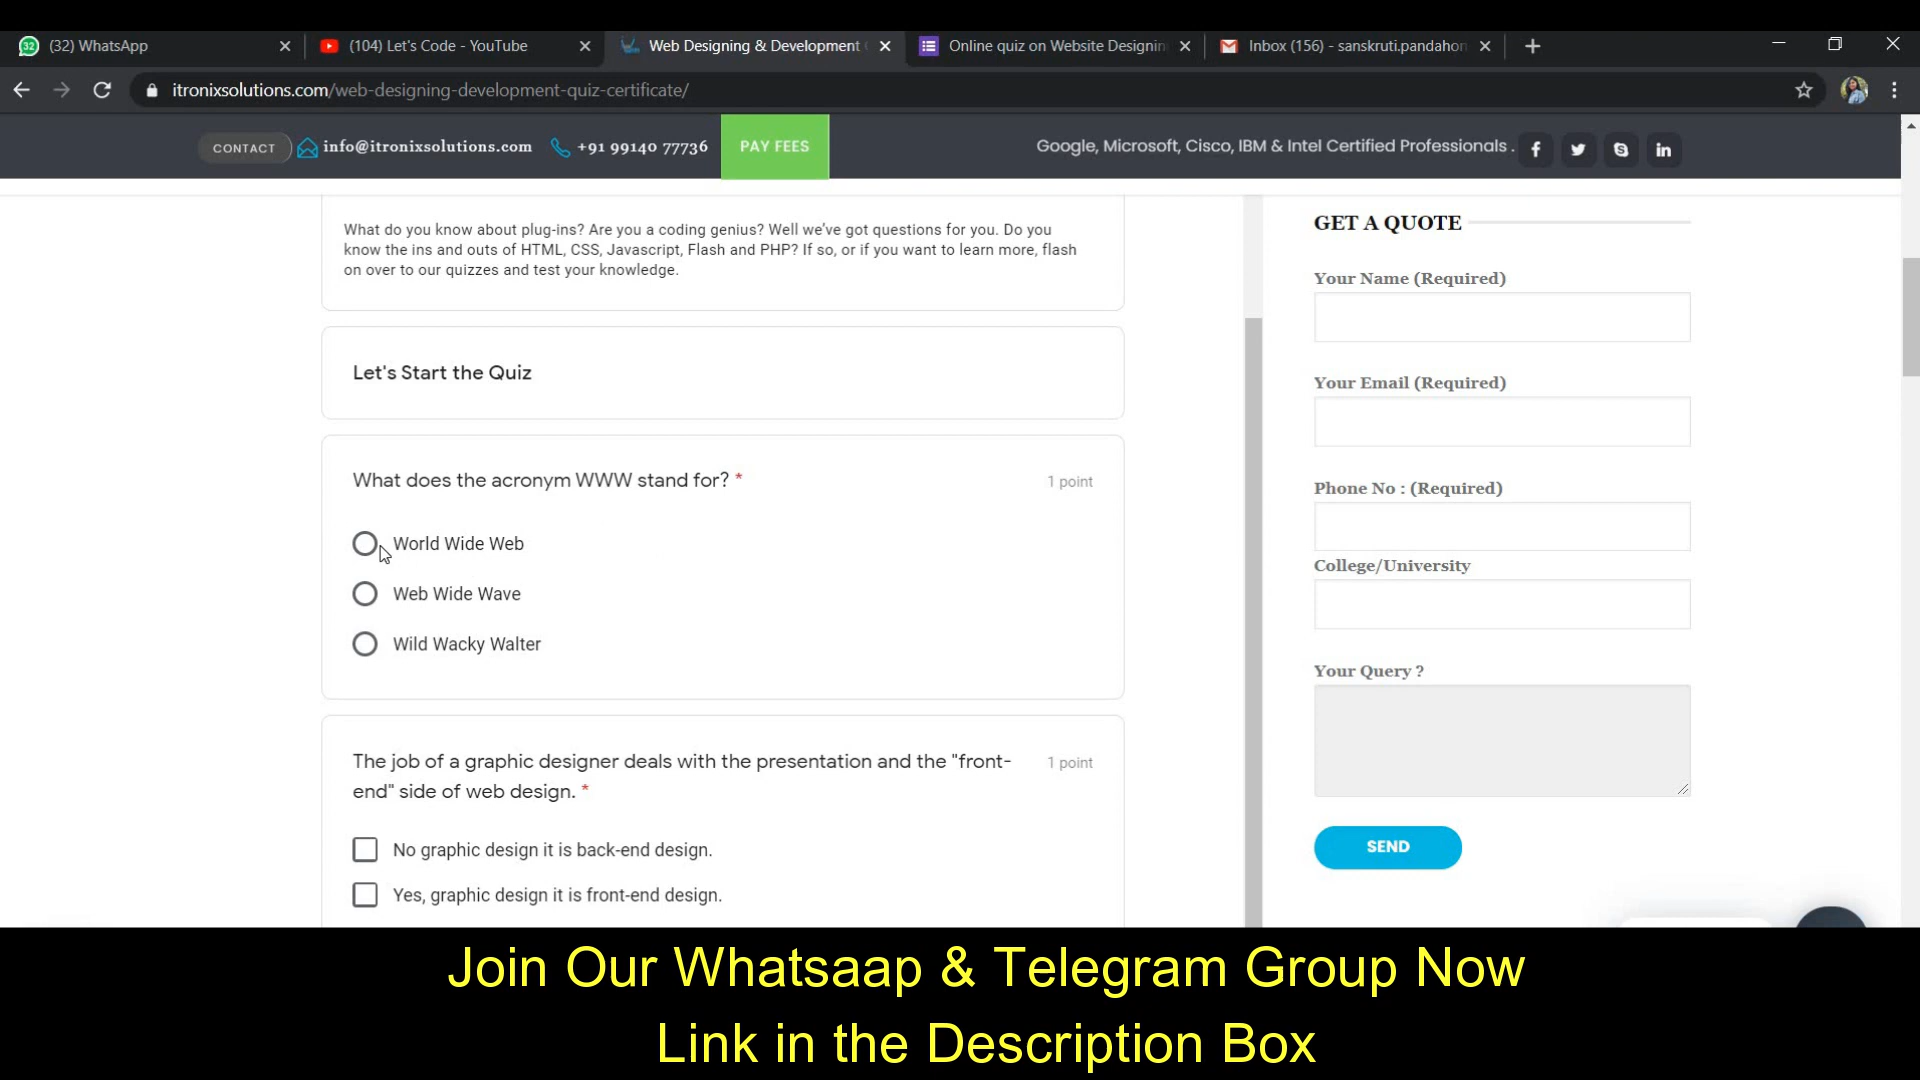 32
(32) WhatsApp
(104) Let's Code - YouTube
Web Designing & Development
Online quiz on Website Designin
Inbox (156) - sanskruti.pandahon
itronixsolutions.com/web-designing-development-quiz-certificate/
CONTACT
info@itronixsolutions.com
+91 99140 77736
PAY FEES
Google, Microsoft, Cisco, IBM & Intel Certified Professionals .
What do you know about plug-ins? Are you a coding genius? Well we've got questions for you. Do you
know the ins and outs of HTML, CSS, Javascript, Flash and PHP? If so, or if you want to learn more, flash
on over to our quizzes and test your knowledge.
Let's Start the Quiz
What does the acronym WWW stand for? *
1 point
World Wide Web
Web Wide Wave
Wild Wacky Walter
The job of a graphic designer deals with the presentation and the "front-
end" side of web design. *
1 point
No graphic design it is back-end design.
Yes, graphic design it is front-end design.
GET A QUOTE
Your Name (Required)
Your Email (Required)
Phone No : (Required)
College/University
Your Query ?
SEND
Join Our Whatsaap & Telegram Group Now
Link in the Description Box